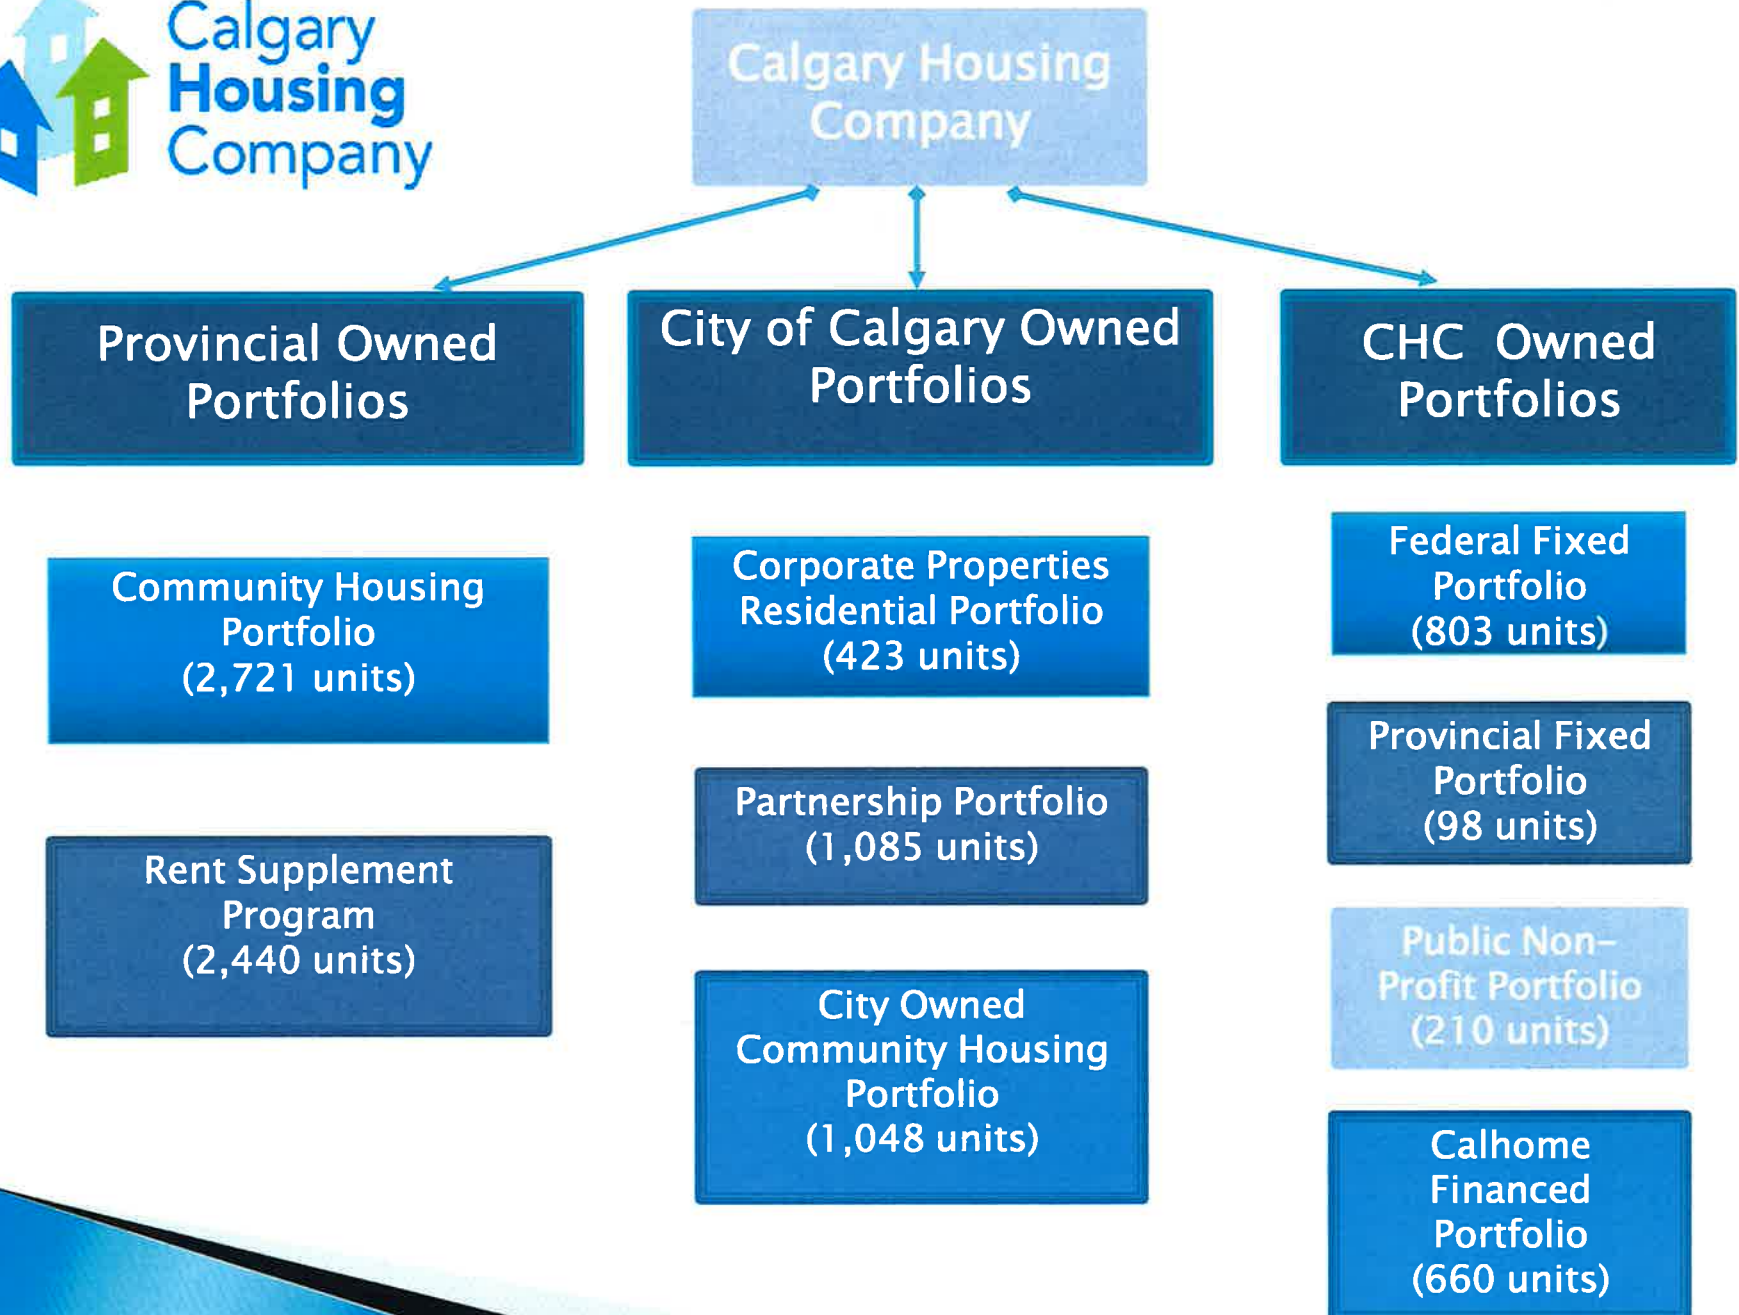 Calgary
Housing
Company
Calgary Housing
Company
Provincial Owned
Portfolios
City of Calgary Owned
Portfolios
CHC Owned
Portfolios
Community Housing
Portfolio
(2,721 units)
Rent Supplement
Program
(2,440 units)
Corporate Properties
Residential Portfolio
(423 units)
Partnership Portfolio
(1,085 units)
City Owned
Community Housing
Portfolio
(1,048 units)
Federal Fixed
Portfolio
(803 units)
Provincial Fixed
Portfolio
(98 units)
Public Non-
Profit Portfolio
(210 units)
Calhome
Financed
Portfolio
(660 units)